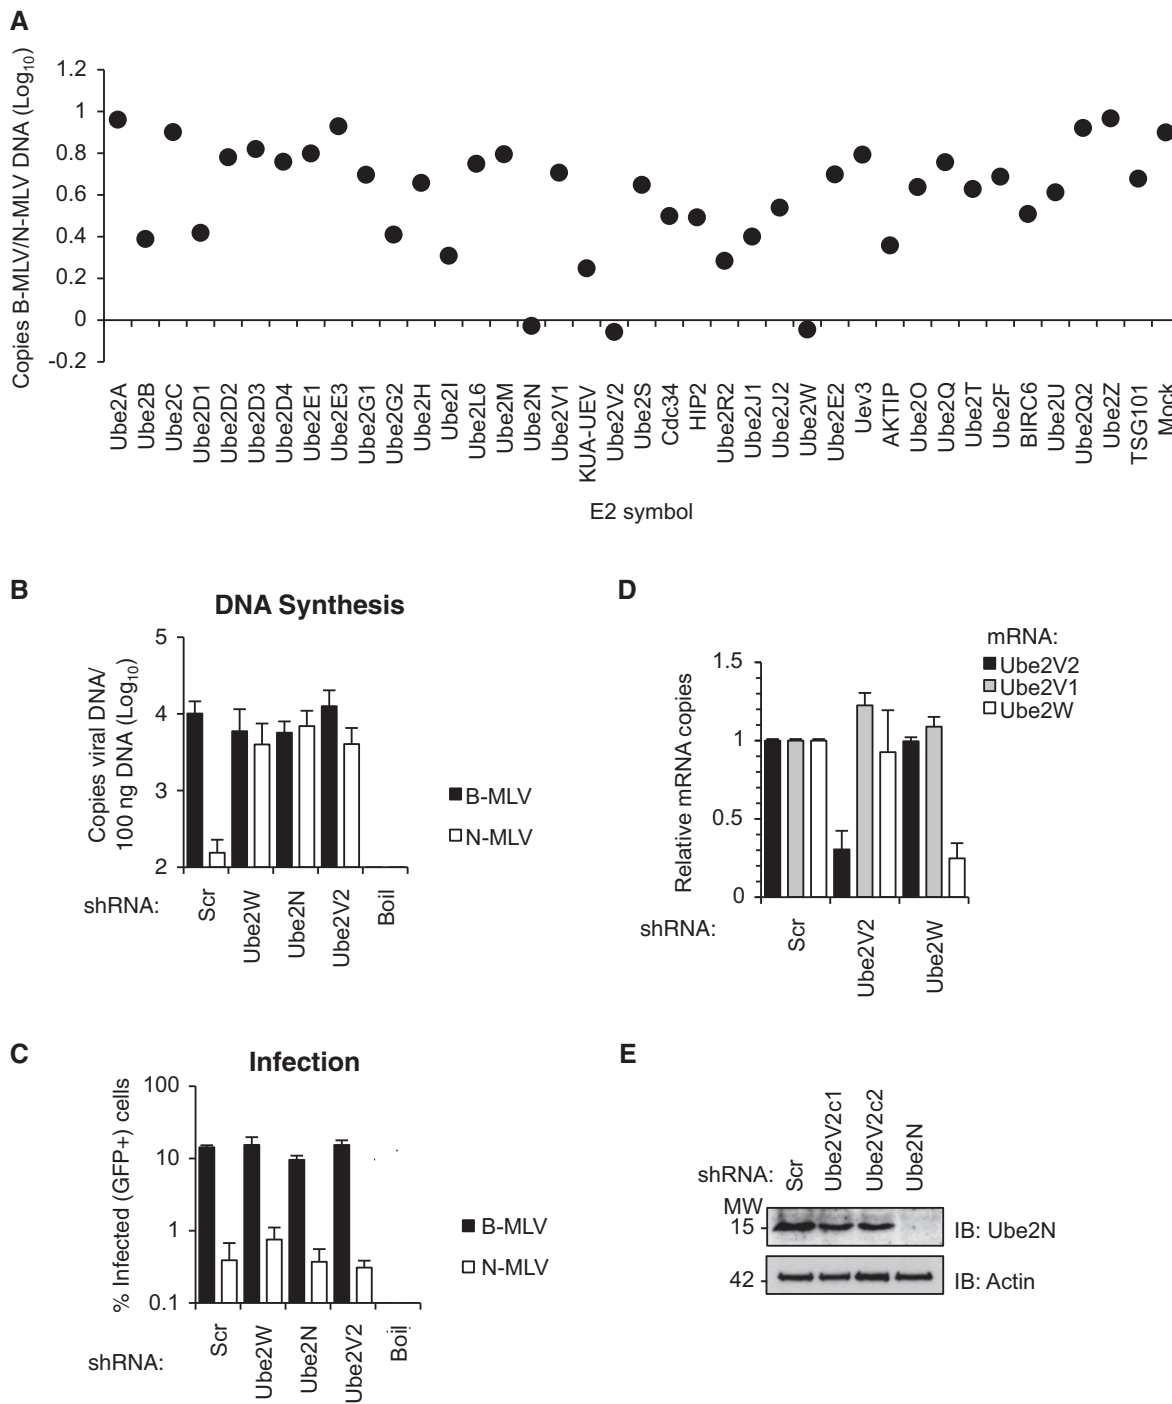 A
Copies B-MLV/N-MLV DNA (Log10)
1.2
1
0.8
0.6
0.4
0.2
0
-0.2
Ube2A
Ube2B
Ube2C
Ube2D1
Ube2D2
Ube2D3
Ube2D4
Ube2E1
Ube2E3
Ube2G1
Ube2G2
Ube2H
Ube2I
Ube2L6
Ube2M
Ube2N
Ube2V1
KUA-UEV
Ube2V2
Ube2S
Cdc34
HIP2
Ube2R2
Ube2J1
Ube2J2
Ube2W
Ube2E2
Uev3
AKTIP
Ube2O
Ube2Q
Ube2T
Ube2F
BIRC6
Ube2U
Ube2Q2
Ube2Z
TSG101
Mock
E2 symbol
B
DNA Synthesis
Copies viral DNA/
100 ng DNA (Log10)
5
4
3
2
B-MLV
N-MLV
shRNA:
Scr
Ube2W
Ube2N
Ube2V2
Boil
D
mRNA:
Ube2V2
Ube2V1
Ube2W
Relative mRNA copies
1.5
1
0.5
0
shRNA:
Scr
Ube2V2
Ube2W
C
Infection
% Infected (GFP+) cells
100
10
1
0.1
B-MLV
N-MLV
shRNA:
Scr
Ube2W
Ube2N
Ube2V2
Boil
E
shRNA:
Scr
Ube2V2c1
Ube2V2c2
Ube2N
MW
15
IB: Ube2N
42
IB: Actin